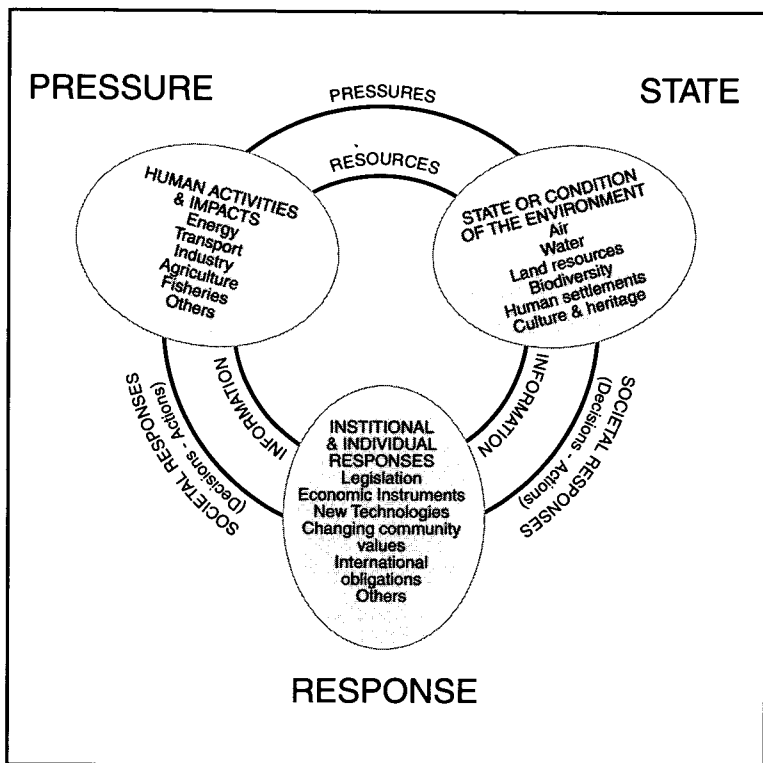 PRESSURE
STATE
PRESSURES
RESOURCES
HUMAN ACTIVITIES
& IMPACTS
Energy
Transport
Industry
Agriculture
Fisheries
Others
STATE OR CONDITION
OF THE ENVIRONMENT
Air
Water
Land resources
Biodiversity
Human settlements
Culture & heritage
SOCIETAL RESPONSES
(Decisions - Actions)
INFORMATION
INFORMATION
SOCIETAL RESPONSES
(Decisions - Actions)
INSTITIONAL
& INDIVIDUAL
RESPONSES
Legislation
Economic Instruments
New Technologies
Changing community
values
International
obligations
Others
RESPONSE